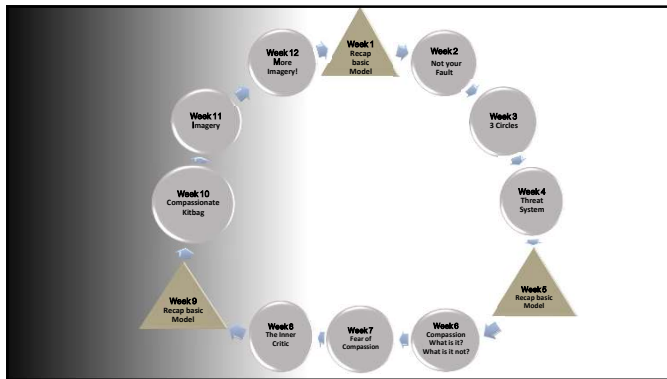 Week 1
Recap
basic
Model
Week 2
Not your
Fault
Week 3
3 Circles
Week 4
Threat
System
Week 5
Recap basic
Model
Week 6
Compassion
What is it?
What is it not?
Week 7
Fear of
Compassion
Week 8
The Inner
Critic
Week 9
Recap basic
Model
Week 10
Compassionate
Kitbag
Week 11
Imagery
Week 12
More
Imagery!